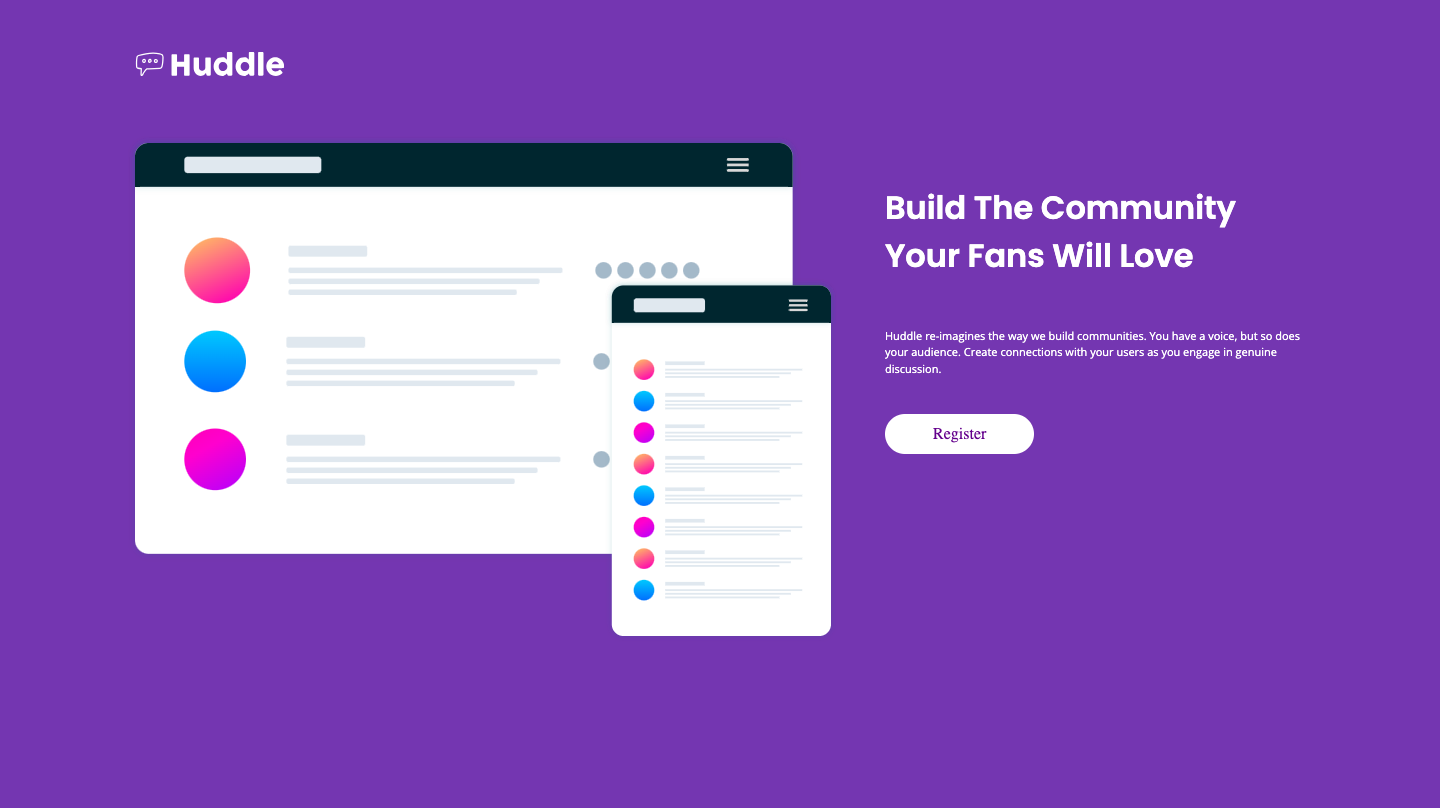 Huddle
Build The Community
Your Fans Will Love
Huddle re-imagines the way we build communities. You have a voice, but so does
your audience. Create connections with your users as you engage in genuine
discussion.
Register